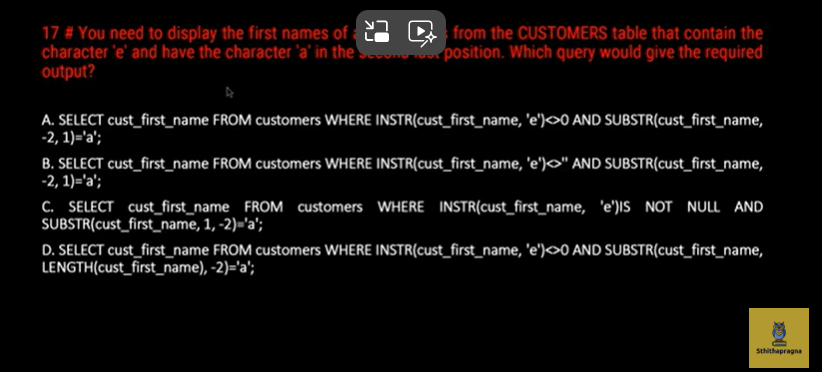 17 # You need to display the first names of from the CUSTOMERS table that contain the
character 'e' and have the character 'a' in the position. Which query would give the required
output?
A. SELECT cust_first_name FROM customers WHERE INSTR(cust_first_name, 'e')<>0 AND SUBSTR(cust_first_name,
-2, 1)='a';
B. SELECT cust_first_name FROM customers WHERE INSTR(cust_first_name, 'e')<>'' AND SUBSTR(cust_first_name,
-2, 1)='a';
C. SELECT cust_first_name FROM customers WHERE INSTR(cust_first_name, 'e')IS NOT NULL AND
SUBSTR(cust_first_name, 1, -2)='a';
D. SELECT cust_first_name FROM customers WHERE INSTR(cust_first_name, 'e')<>0 AND SUBSTR(cust_first_name,
LENGTH(cust_first_name), -2)='a';
Sthithapragna